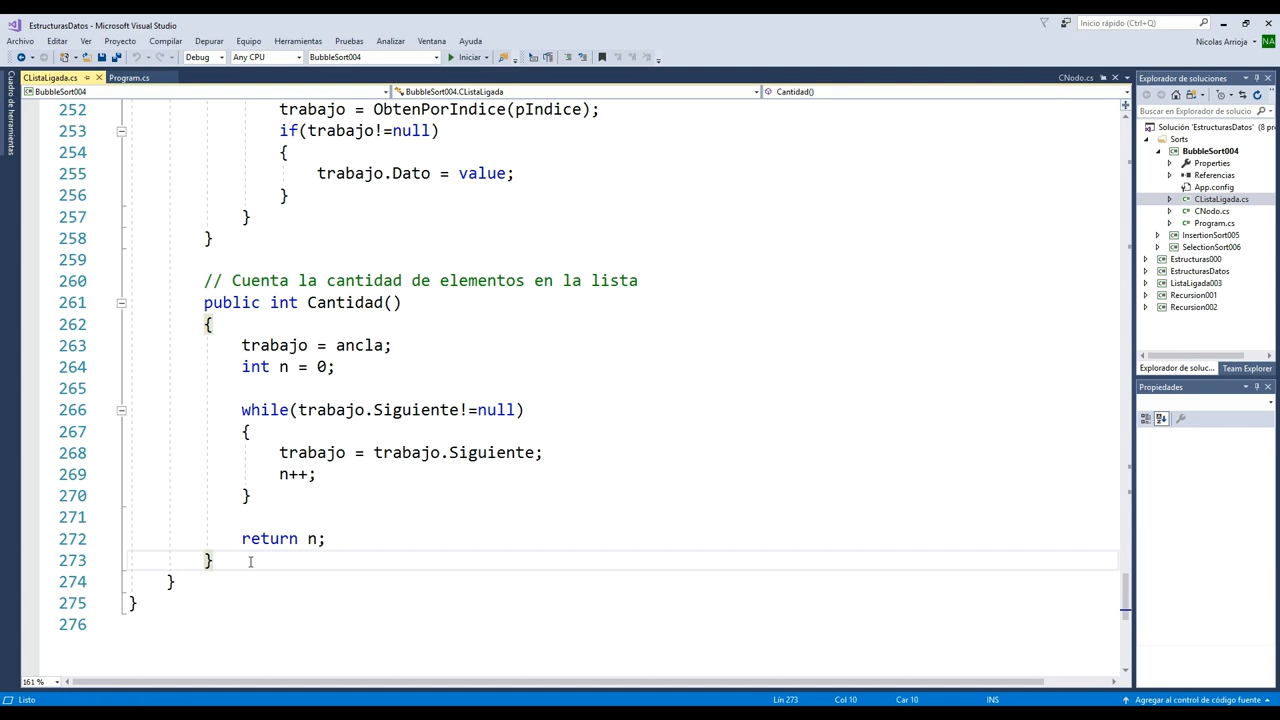 EstructurasDatos - Microsoft Visual Studio
Inicio rápido (Ctrl+Q)
Archivo Editar Ver Proyecto Compilar Depurar Equipo Herramientas Pruebas Analizar Ventana Ayuda
Nicolas Arrioja NA
Debug Any CPU BubbleSort004 Iniciar
Cuadro de herramientas
CListaLigada.cs Program.cs CNodo.cs
BubbleSort004 BubbleSort004.CListaLigada Cantidad()
252 trabajo = ObtenPorIndice(pIndice);
253 if(trabajo!=null)
254 {
255 trabajo.Dato = value;
256 }
257 }
258 }
259
260 // Cuenta la cantidad de elementos en la lista
261 public int Cantidad()
262 {
263 trabajo = ancla;
264 int n = 0;
265
266 while(trabajo.Siguiente!=null)
267 {
268 trabajo = trabajo.Siguiente;
269 n++;
270 }
271
272 return n;
273 }
274 }
275 }
276
161 %
Explorador de soluciones
Buscar en Explorador de solucio
Solución 'EstructurasDatos' (8 pr
Sorts
BubbleSort004
Properties
Referencias
App.config
CListaLigada.cs
CNodo.cs
Program.cs
InsertionSort005
SelectionSort006
Estructuras000
EstructurasDatos
ListaLigada003
Recursion001
Recursion002
Explorador de soluc... Team Explorer
Propiedades
Listo Lín 273 Col 10 Car 10 INS Agregar al control de código fuente